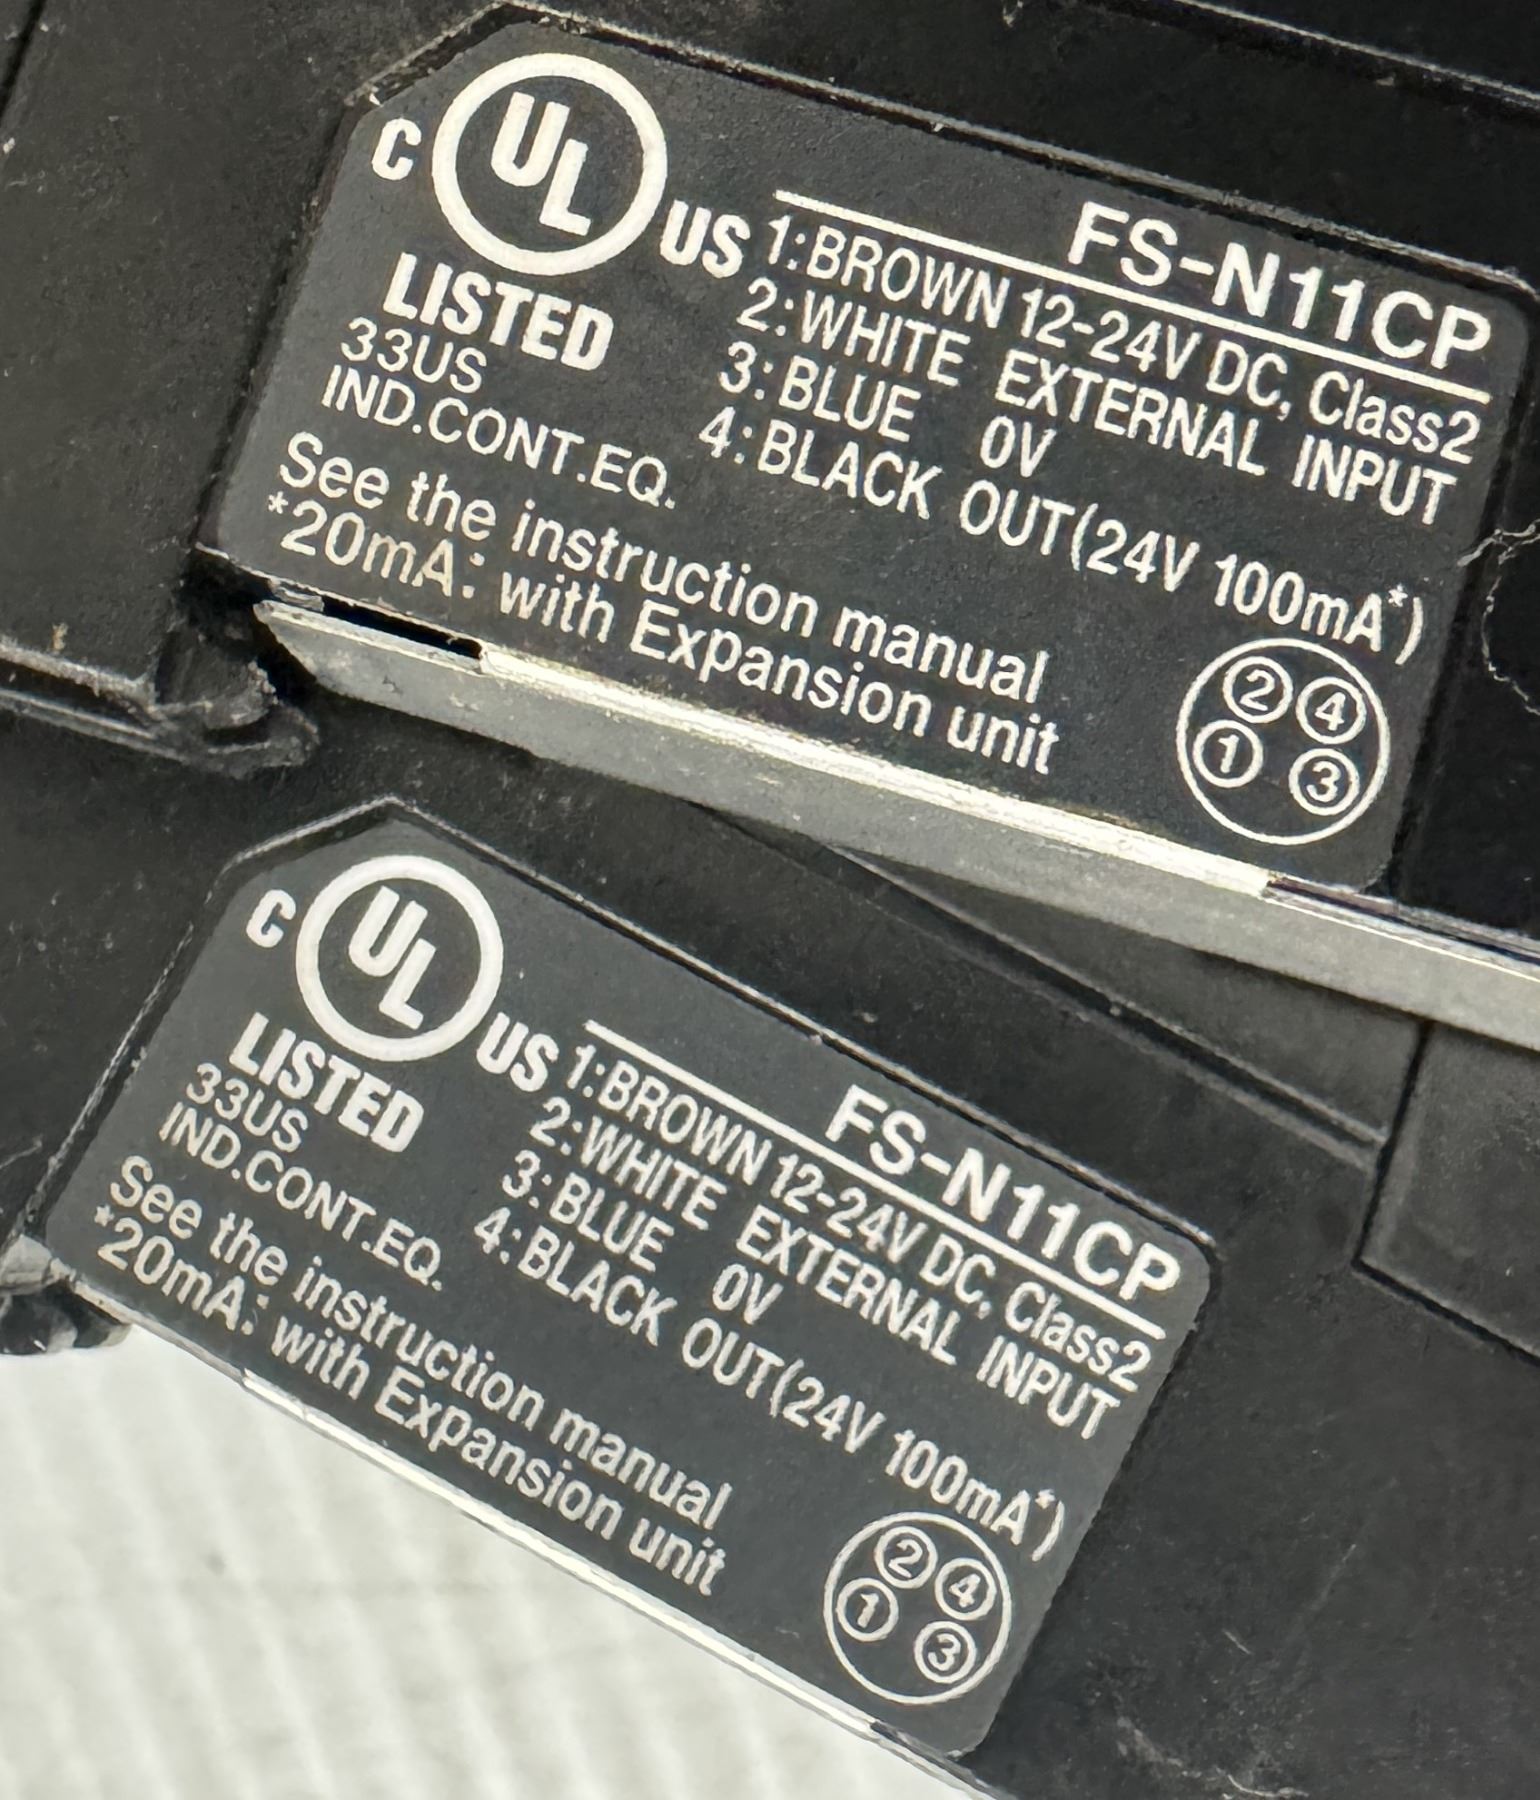 C UL US
LISTED
33US
IND.CONT.EQ.
See the instruction manual
*20mA: with Expansion unit
FS-N11CP
1:BROWN 12-24V DC, Class2
2:WHITE EXTERNAL INPUT
3:BLUE 0V
4:BLACK OUT(24V 100mA*)
② ④
① ③
C UL US
LISTED
33US
IND.CONT.EQ.
See the instruction manual
*20mA: with Expansion unit
FS-N11CP
1:BROWN 12-24V DC, Class2
2:WHITE EXTERNAL INPUT
3:BLUE 0V
4:BLACK OUT(24V 100mA*)
② ④
① ③